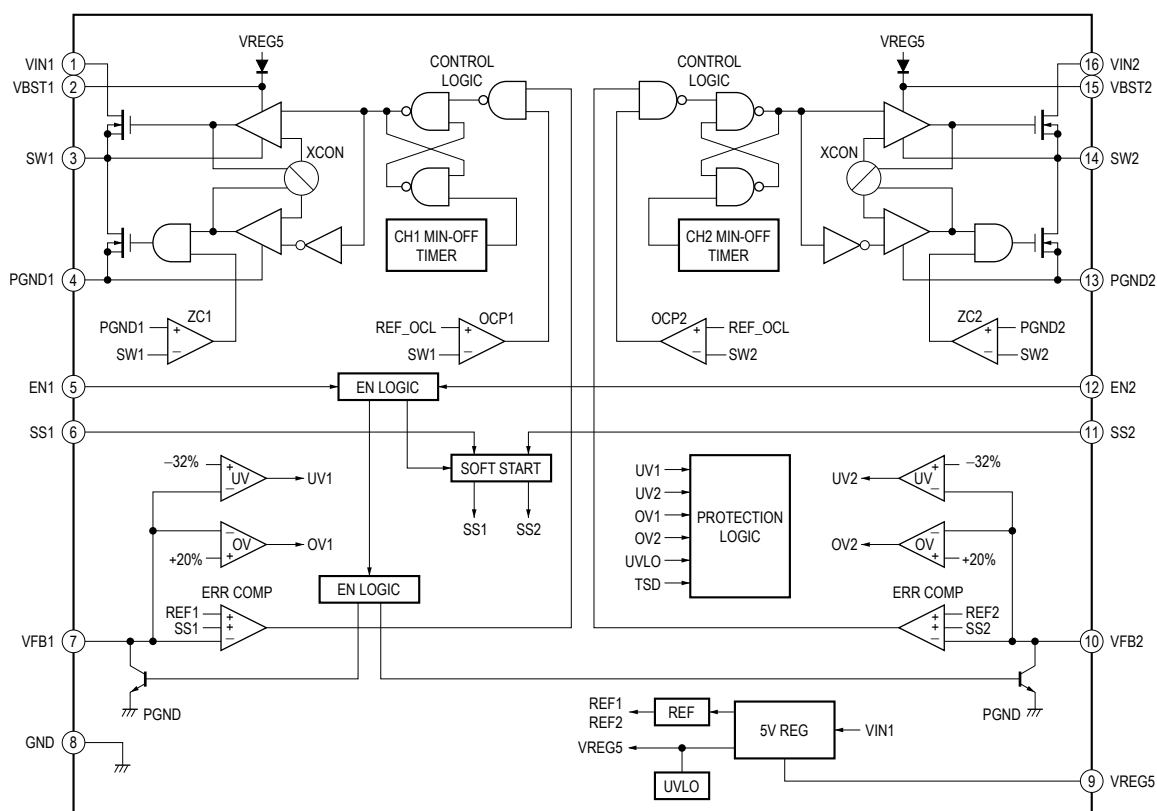 VREG5
VREG5
VIN1
1
CONTROL
LOGIC
CONTROL
LOGIC
16
VIN2
VBST1
2
15
VBST2
XCON
XCON
SW1
3
14
SW2
CH1 MIN-OFF
TIMER
CH2 MIN-OFF
TIMER
PGND1
4
13
PGND2
PGND1
+
ZC1
SW1
−
REF_OCL
+
OCP1
SW1
−
OCP2
+
REF_OCL
−
SW2
ZC2
+
PGND2
−
SW2
EN1
5
EN LOGIC
12
EN2
SS1
6
11
SS2
SOFT START
SS1
SS2
–32%
+
UV
−
UV1
−
OV
+
+20%
OV1
UV1
UV2
OV1
OV2
UVLO
TSD
PROTECTION
LOGIC
UV2
+
UV
−
–32%
OV2
−
OV
+
+20%
EN LOGIC
ERR COMP
REF1
+
SS1
+
−
ERR COMP
+
REF2
+
SS2
−
VFB1
7
10
VFB2
PGND
PGND
REF1
REF2
REF
5V REG
VIN1
GND
8
VREG5
UVLO
9
VREG5